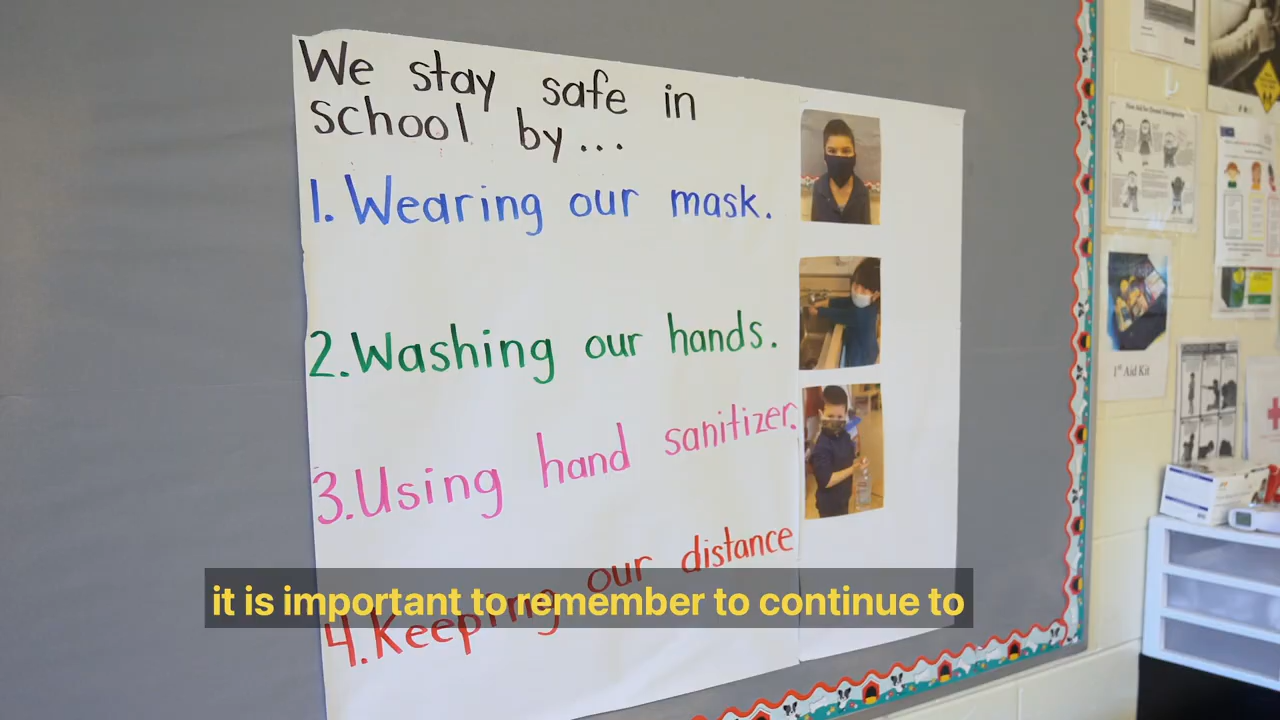 We stay safe in
school by...
1. Wearing our mask.
2. Washing our hands.
3. Using hand sanitizer.
4. Keeping our distance
it is important to remember to continue to
1st Aid Kit